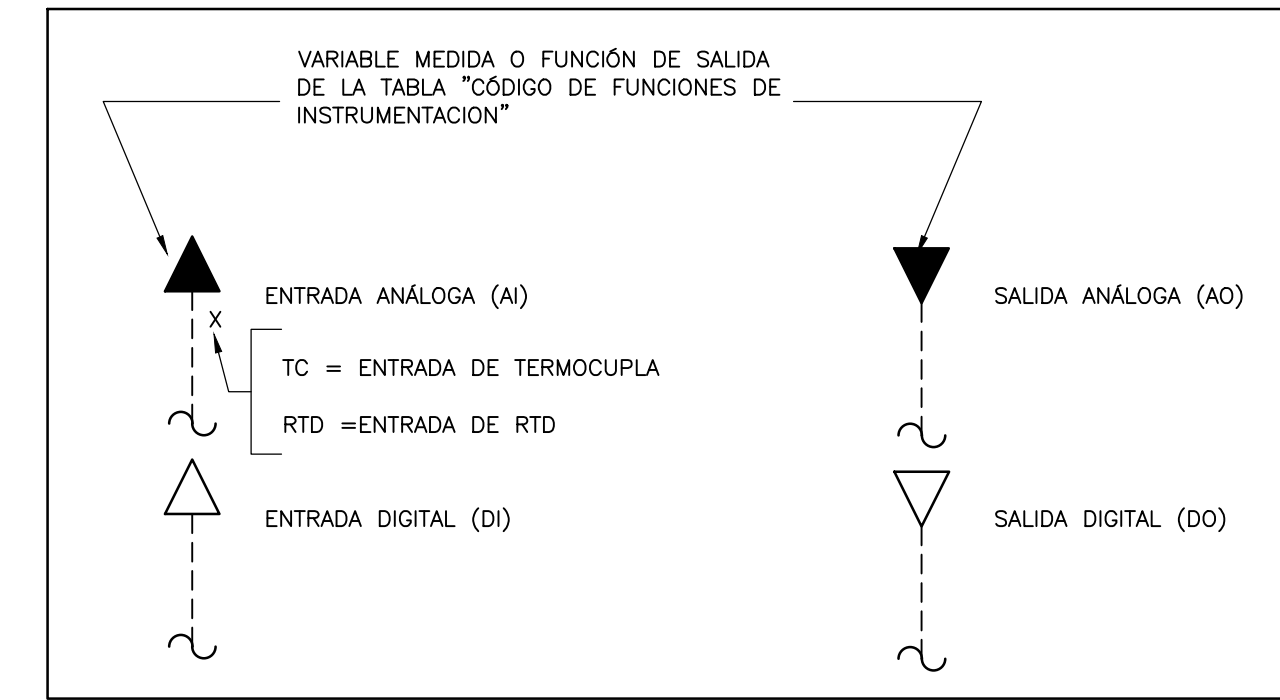 VARIABLE MEDIDA O FUNCIÓN DE SALIDA
DE LA TABLA "CÓDIGO DE FUNCIONES DE
INSTRUMENTACION"
ENTRADA ANÁLOGA (AI)
SALIDA ANÁLOGA (AO)
X
TC = ENTRADA DE TERMOCUPLA
RTD =ENTRADA DE RTD
ENTRADA DIGITAL (DI)
SALIDA DIGITAL (DO)